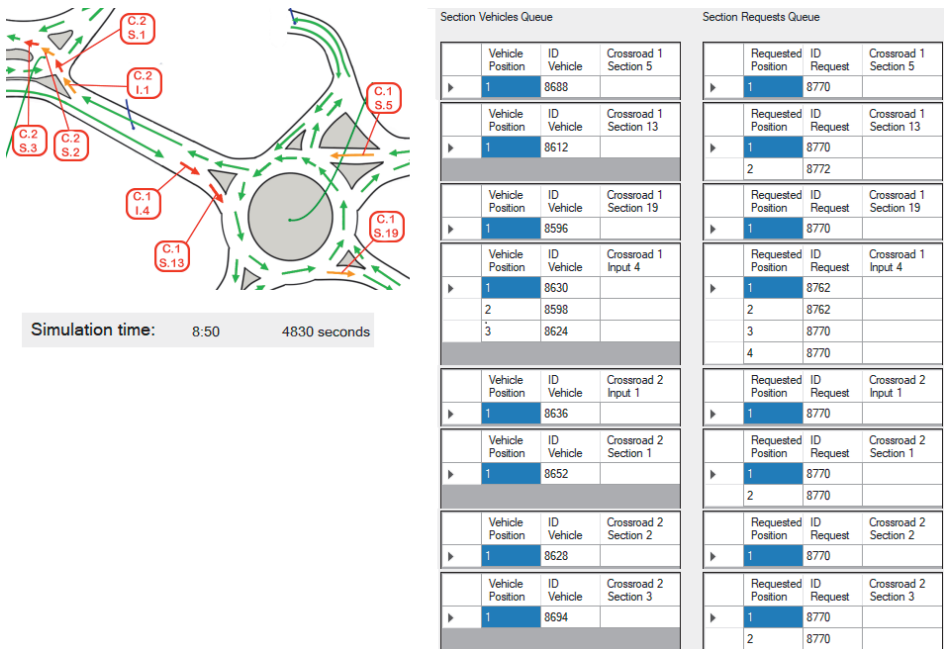 C.2
S.1
C.2
I.1
C.1
S.5
C.2
S.3
C.2
S.2
C.1
I.4
C.1
S.19
C.1
S.13
Simulation time: 8:50 4830 seconds
Section Vehicles Queue
Vehicle Position ID Vehicle Crossroad 1 Section 5
1 8688
Vehicle Position ID Vehicle Crossroad 1 Section 13
1 8612
Vehicle Position ID Vehicle Crossroad 1 Section 19
1 8596
Vehicle Position ID Vehicle Crossroad 1 Input 4
1 8630
2 8598
3 8624
Vehicle Position ID Vehicle Crossroad 2 Input 1
1 8636
Vehicle Position ID Vehicle Crossroad 2 Section 1
1 8652
Vehicle Position ID Vehicle Crossroad 2 Section 2
1 8628
Vehicle Position ID Vehicle Crossroad 2 Section 3
1 8694
Section Requests Queue
Requested Position ID Request Crossroad 1 Section 5
1 8770
Requested Position ID Request Crossroad 1 Section 13
1 8770
2 8772
Requested Position ID Request Crossroad 1 Section 19
1 8770
Requested Position ID Request Crossroad 1 Input 4
1 8762
2 8762
3 8770
4 8770
Requested Position ID Request Crossroad 2 Input 1
1 8770
Requested Position ID Request Crossroad 2 Section 1
1 8770
2 8770
Requested Position ID Request Crossroad 2 Section 2
1 8770
Requested Position ID Request Crossroad 2 Section 3
1 8770
2 8770